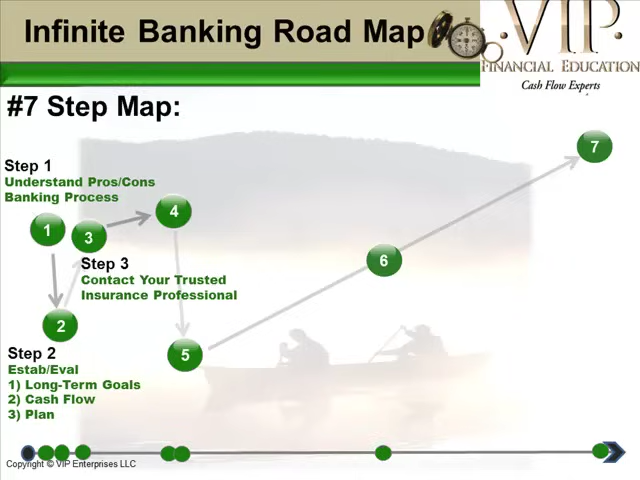 Infinite Banking Road Map
VIP
FINANCIAL EDUCATION
Cash Flow Experts
#7 Step Map:
Step 1
Understand Pros/Cons
Banking Process
1
3
4
7
Step 3
Contact Your Trusted
Insurance Professional
6
2
5
Step 2
Estab/Eval
1) Long-Term Goals
2) Cash Flow
3) Plan
Copyright © VIP Enterprises LLC